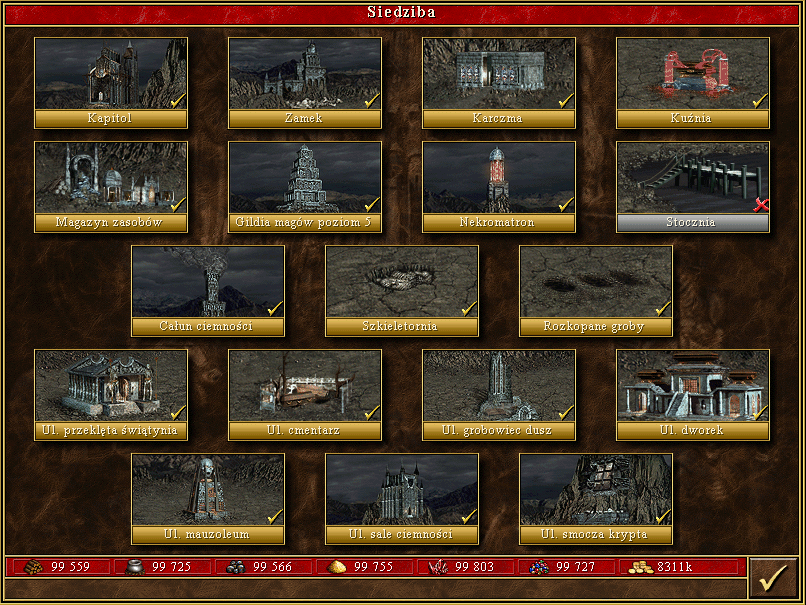 Siedziba
Kapitol
Zamek
Karczma
Kuźnia
Magazyn zasobów
Gildia magów poziom 5
Nekromatron
Stocznia
Całun ciemności
Szkieletornia
Rozkopane groby
Ul. przeklęta świątynia
Ul. cmentarz
Ul. grobowiec dusz
Ul. dworek
Ul. mauzoleum
Ul. sale ciemności
Ul. smocza krypta
99 559 99 725 99 566 99 755 99 803 99 727 8311k